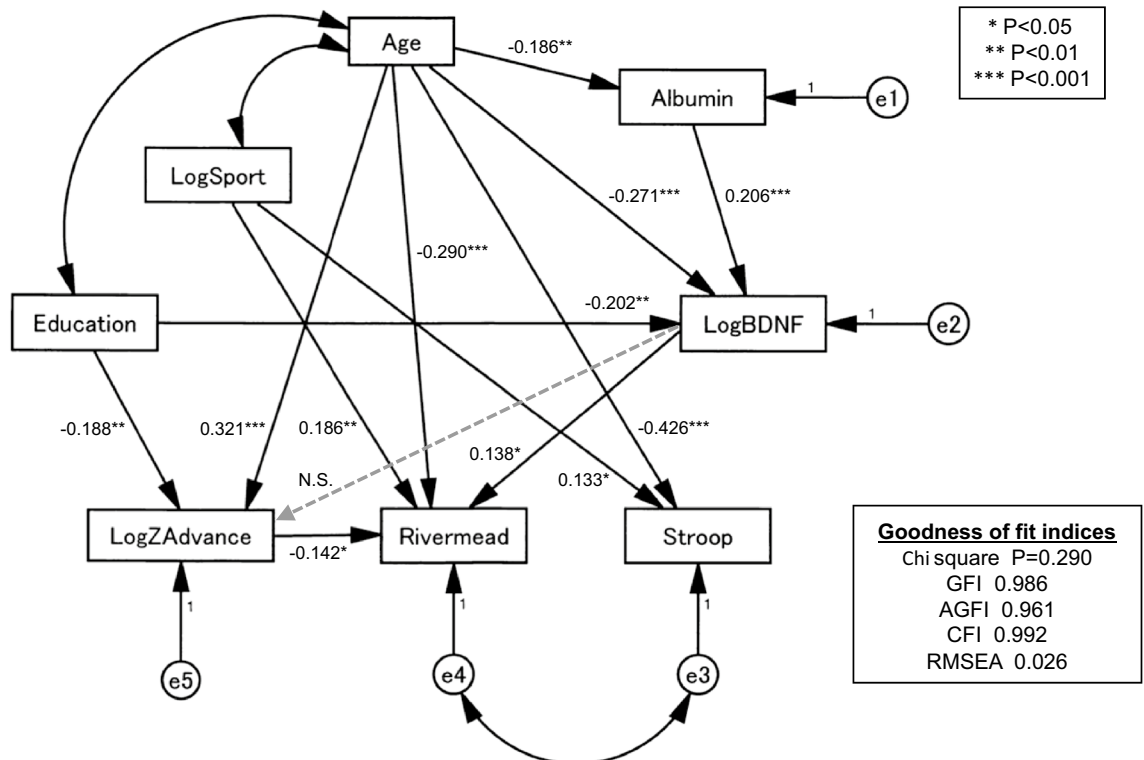 Age
-0.186**
* P<0.05
** P<0.01
*** P<0.001
Albumin
1
e1
LogSport
-0.271***
0.206***
-0.290***
Education
-0.202**
LogBDNF
1
e2
-0.188**
0.321***
0.186**
-0.426***
0.138*
0.133*
N.S.
LogZAdvance
-0.142*
Rivermead
Stroop
1
1
1
e5
e4
e3
Goodness of fit indices
Chi square P=0.290
GFI 0.986
AGFI 0.961
CFI 0.992
RMSEA 0.026